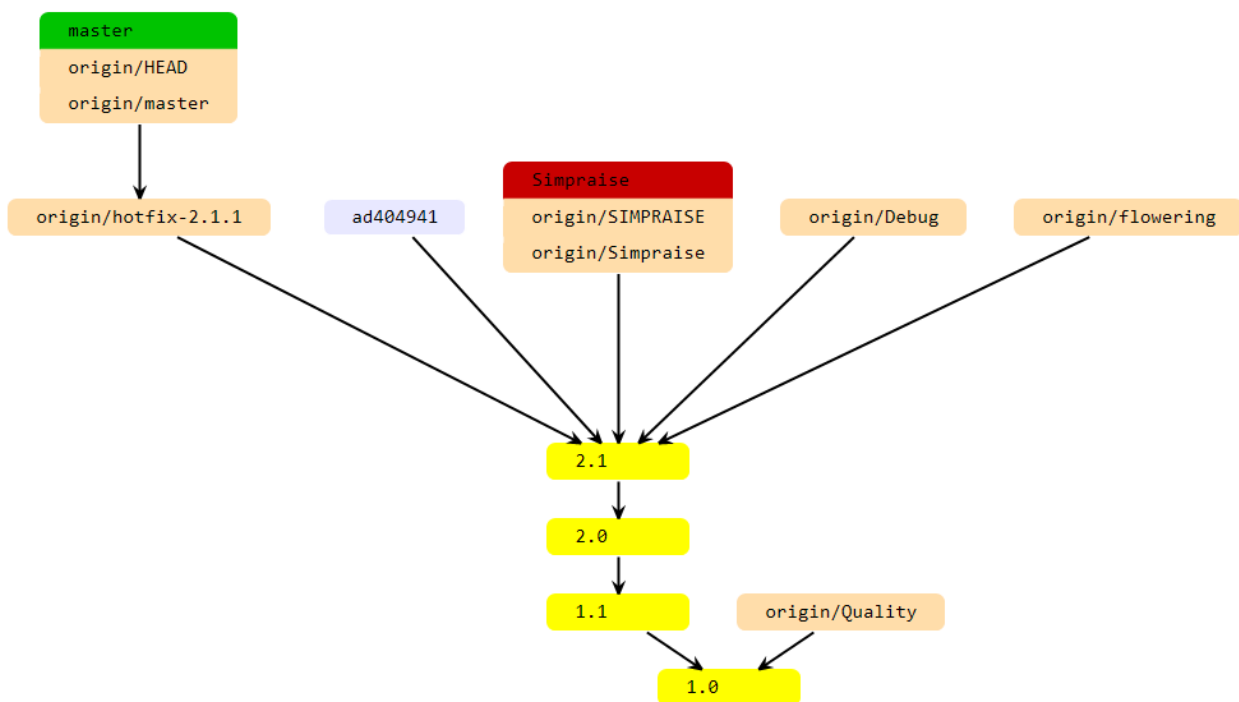 master
origin/HEAD
origin/master
Simpraise
origin/hotfix-2.1.1
ad404941
origin/SIMPRAISE
origin/Debug
origin/flowering
origin/Simpraise
2.1
2.0
1.1
origin/Quality
1.0